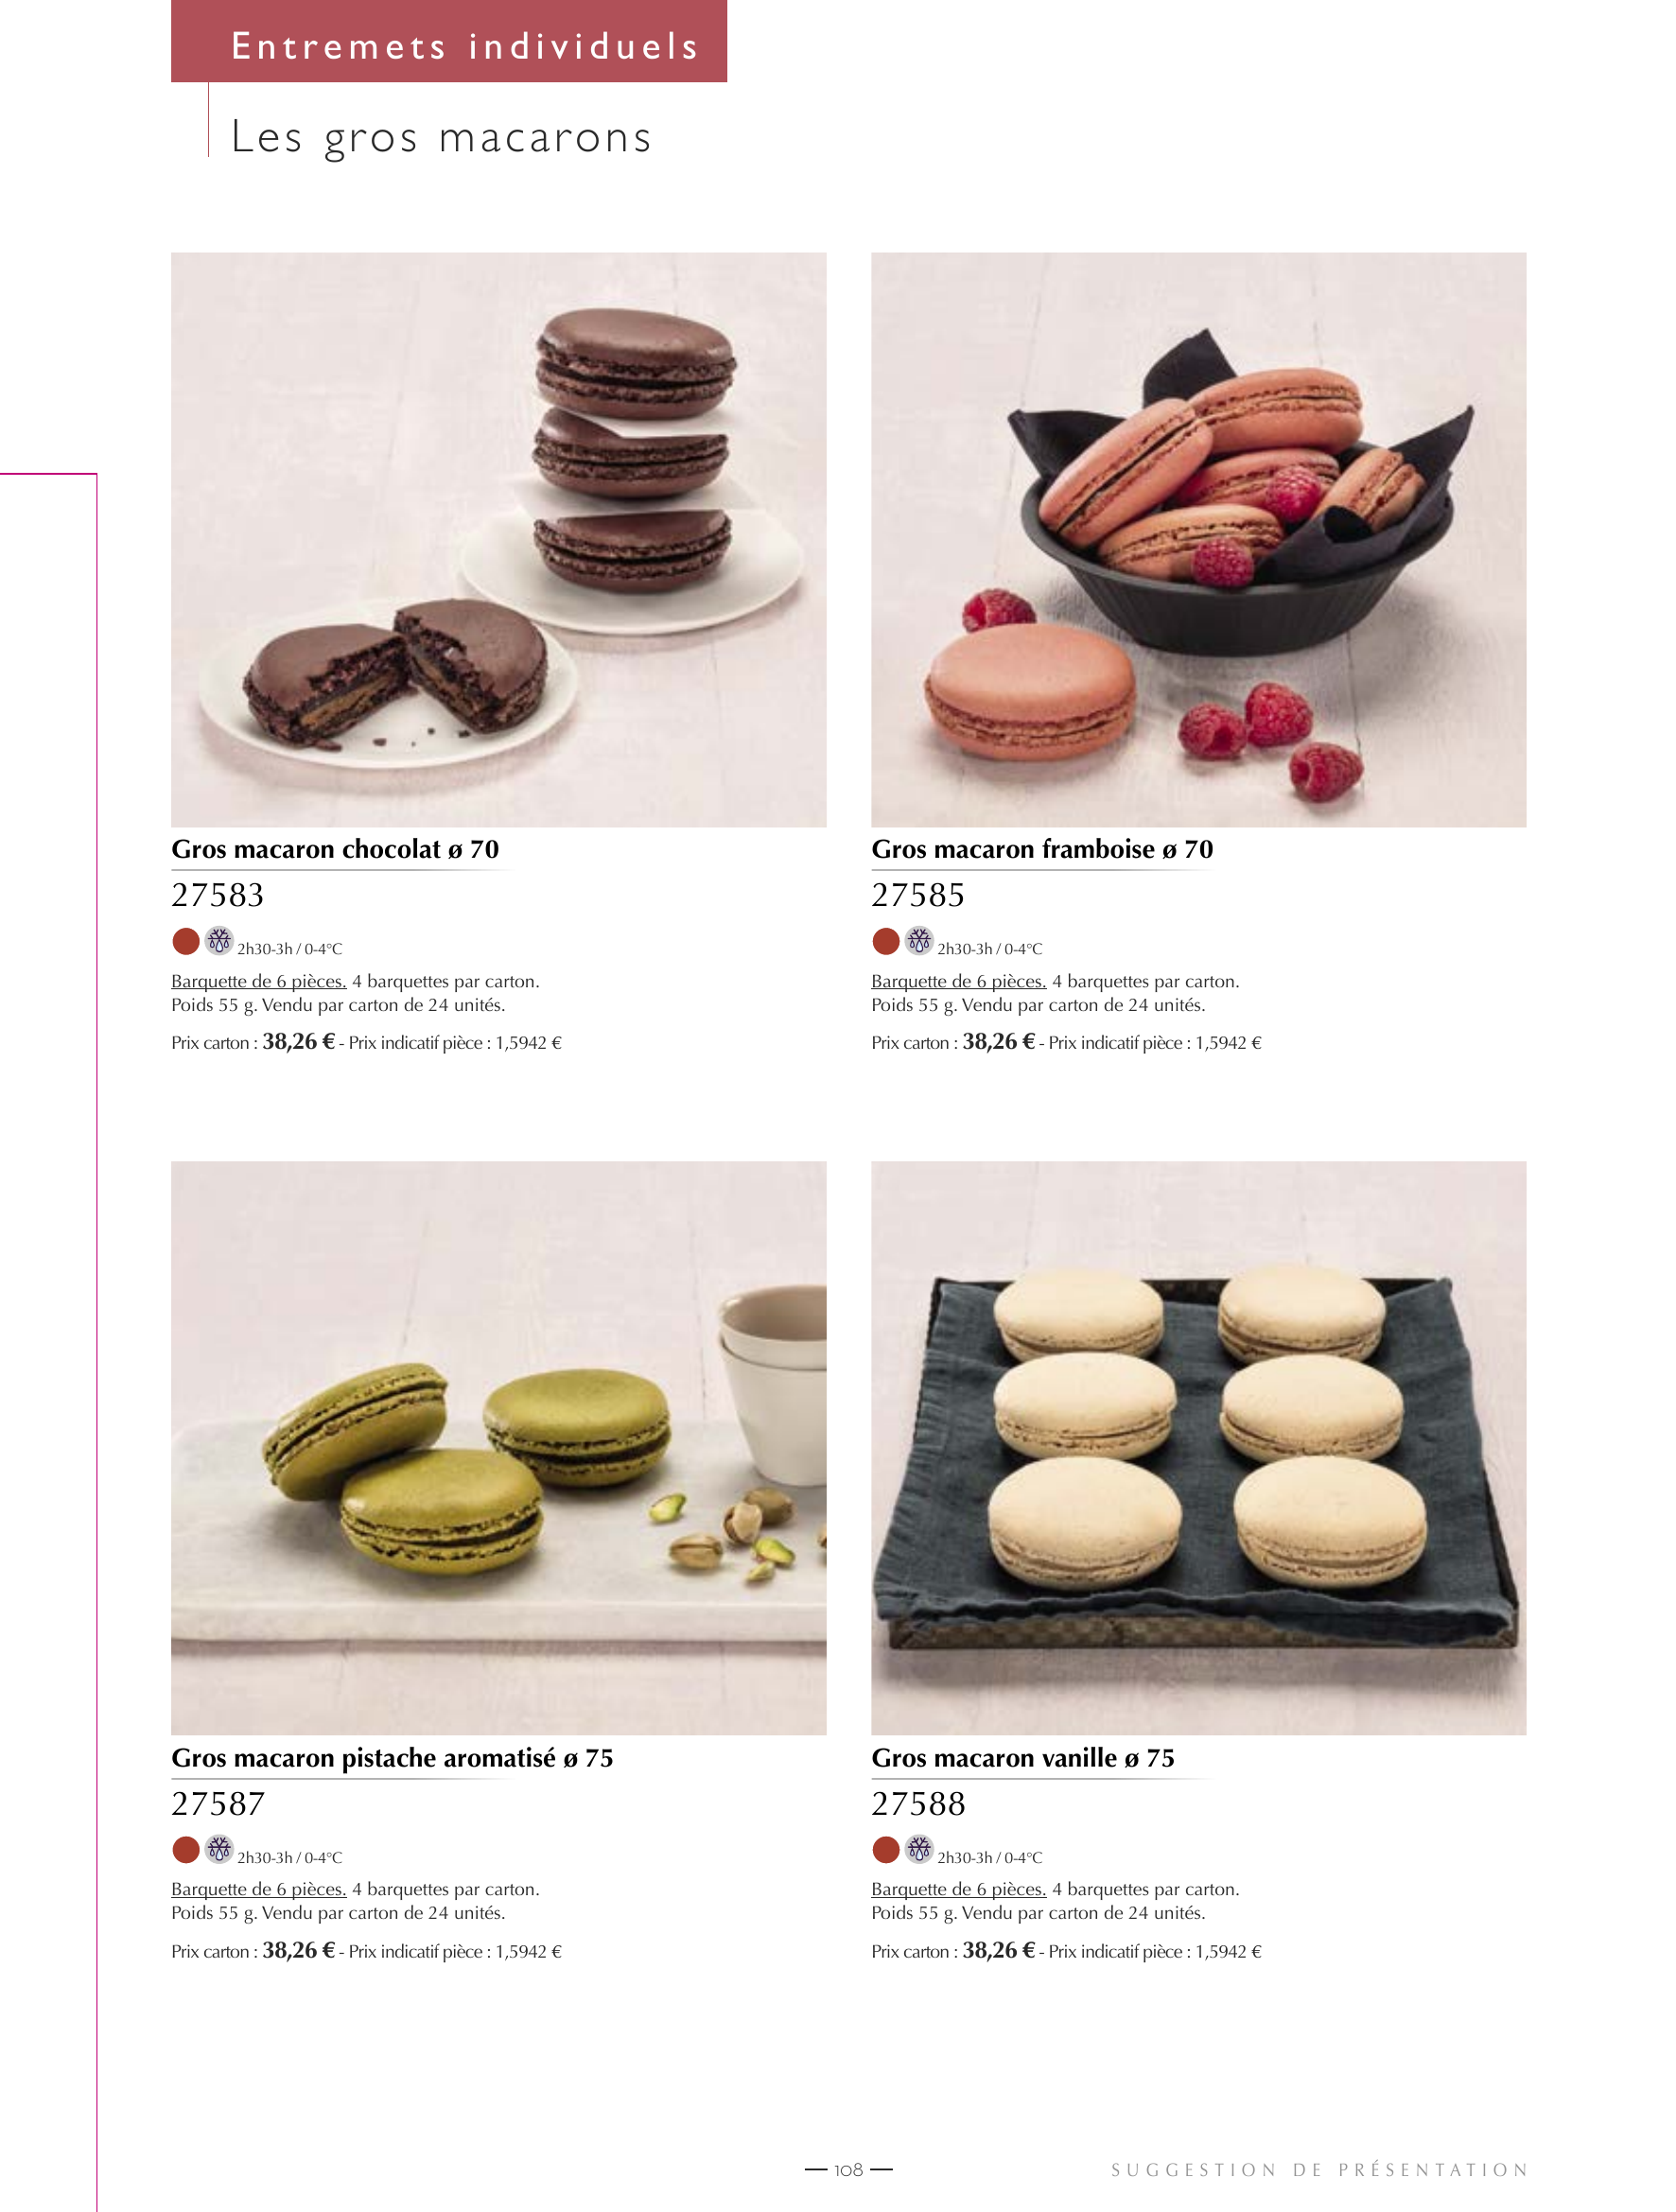 Entremets individuels
Les gros macarons
Gros macaron chocolat ø 70
27583
2h30-3h / 0-4°C
Barquette de 6 pièces. 4 barquettes par carton.
Poids 55 g. Vendu par carton de 24 unités.
Prix carton : 38,26 € - Prix indicatif pièce : 1,5942 €
Gros macaron framboise ø 70
27585
2h30-3h / 0-4°C
Barquette de 6 pièces. 4 barquettes par carton.
Poids 55 g. Vendu par carton de 24 unités.
Prix carton : 38,26 € - Prix indicatif pièce : 1,5942 €
Gros macaron pistache aromatisé ø 75
27587
2h30-3h / 0-4°C
Barquette de 6 pièces. 4 barquettes par carton.
Poids 55 g. Vendu par carton de 24 unités.
Prix carton : 38,26 € - Prix indicatif pièce : 1,5942 €
Gros macaron vanille ø 75
27588
2h30-3h / 0-4°C
Barquette de 6 pièces. 4 barquettes par carton.
Poids 55 g. Vendu par carton de 24 unités.
Prix carton : 38,26 € - Prix indicatif pièce : 1,5942 €
— 108 —
SUGGESTION DE PRÉSENTATION